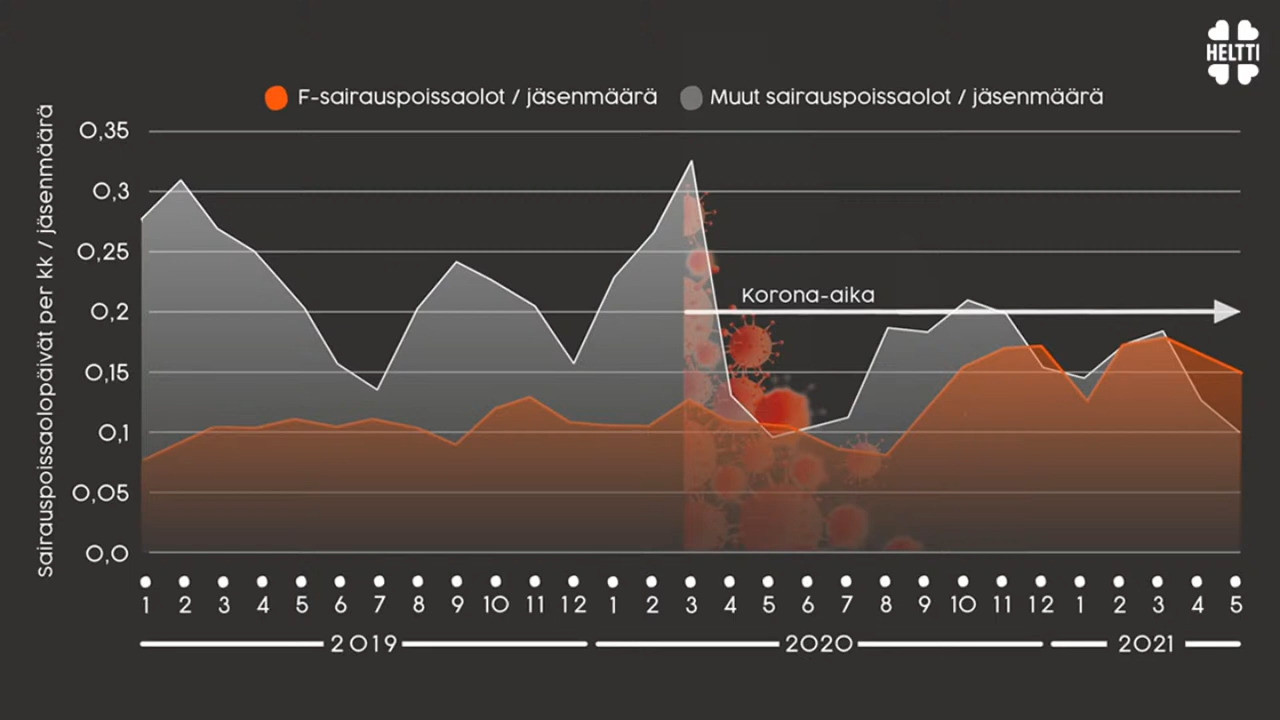 HELTTI
F-sairauspoissaolot / jäsenmäärä
Muut sairauspoissaolot / jäsenmäärä
Sairauspoissaolopäivät per kk / jäsenmäärä
0,35
0,3
0,25
0,2
0,15
0,1
0,05
0,0
Korona-aika
1 2 3 4 5 6 7 8 9 10 11 12 1 2 3 4 5 6 7 8 9 10 11 12 1 2 3 4 5
2019 2020 2021